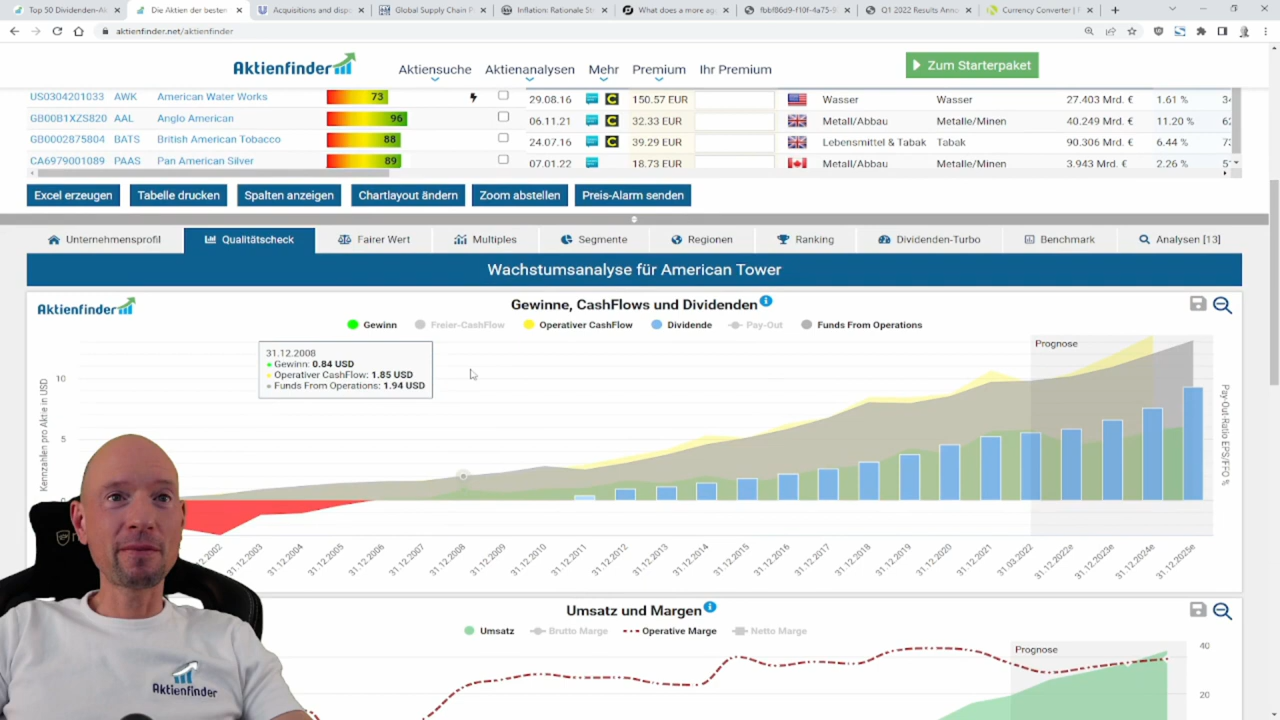 Top 50 Dividenden-Al
Die Aktien der besten
Acquisitions and dispo
Global Supply Chain P
Inflation: Rationale St
What does a more ag
fbbf86d9-f10f-4a75-9
Q1 2022 Results Anno
Currency Converter | F
aktienfinder.net/aktienfinder
Aktienfinder
Aktiensuche
Aktienanalysen
Mehr
Premium
Ihr Premium
Zum Starterpaket
US0304201033 AWK American Water Works 73 29.08.16 C 150.57 EUR Wasser Wasser 27.403 Mrd. € 1.61 %
GB00B1XZS820 AAL Anglo American 96 06.11.21 C 32.33 EUR Metall/Abbau Metalle/Minen 40.249 Mrd. € 11.20 %
GB0002875804 BATS British American Tobacco 88 24.07.16 C 39.29 EUR Lebensmittel & Tabak Tabak 90.306 Mrd. € 6.44 %
CA6979001089 PAAS Pan American Silver 89 07.01.22 18.73 EUR Metall/Abbau Metalle/Minen 3.943 Mrd. € 2.26 %
Excel erzeugen
Tabelle drucken
Spalten anzeigen
Chartlayout ändern
Zoom abstellen
Preis-Alarm senden
Unternehmensprofil
Qualitätscheck
Fairer Wert
Multiples
Segmente
Regionen
Ranking
Dividenden-Turbo
Benchmark
Analysen [13]
Wachstumsanalyse für American Tower
Aktienfinder
Gewinne, CashFlows und Dividenden
Gewinn
Freier-CashFlow
Operativer CashFlow
Dividende
Pay-Out
Funds From Operations
31.12.2008
Gewinn: 0.84 USD
Operativer CashFlow: 1.85 USD
Funds From Operations: 1.94 USD
Prognose
Kennzahlen pro Aktie in USD
10
5
Pay-Out-Ratio EPS/FFO %
31.12.2002
31.12.2003
31.12.2004
31.12.2005
31.12.2006
31.12.2007
31.12.2008
31.12.2009
31.12.2010
31.12.2011
31.12.2012
31.12.2013
31.12.2014
31.12.2015
31.12.2016
31.12.2017
31.12.2018
31.12.2019
31.12.2020
31.12.2021
31.03.2022
31.12.2022e
31.12.2023e
31.12.2024e
31.12.2025e
Umsatz und Margen
Umsatz
Brutto Marge
Operative Marge
Netto Marge
Prognose
40
20
Aktienfinder